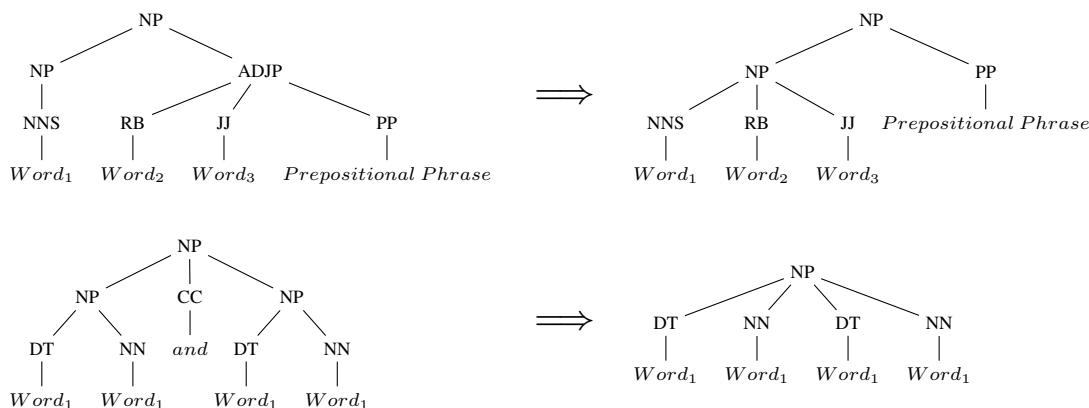 NP NP
NP ADJP ⟹ NP PP
NNS RB JJ PP NNS RB JJ Prepositional Phrase
Word₁ Word₂ Word₃ Prepositional Phrase Word₁ Word₂ Word₃
NP NP
NP CC NP ⟹ DT NN DT NN
DT NN and DT NN Word₁ Word₁ Word₁ Word₁
Word₁ Word₁ Word₁ Word₁